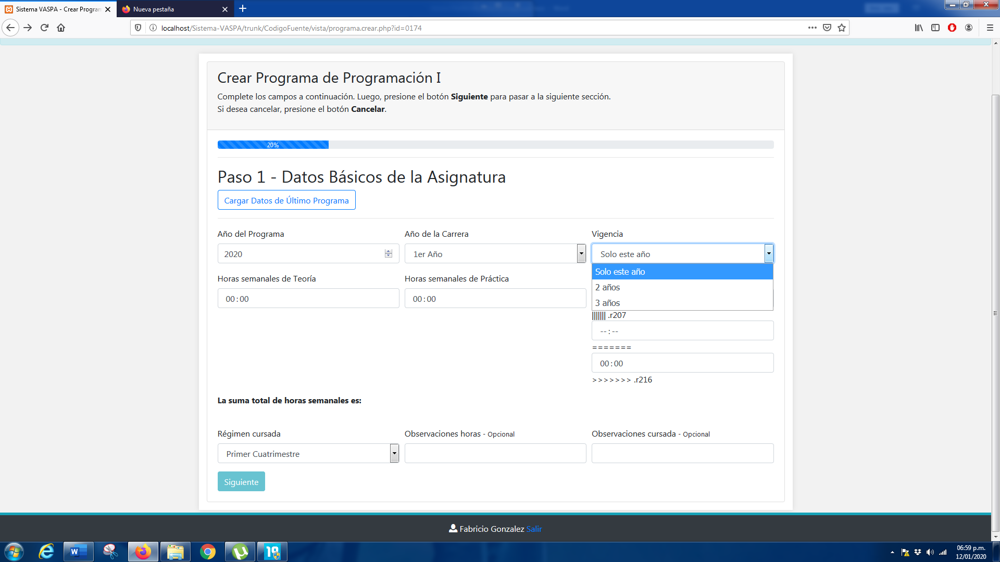 Sistema VASPA - Crear Program
Nueva pestaña
localhost/Sistema-VASPA/trunk/CodigoFuente/vista/programa.crear.php?id=0174
Crear Programa de Programación I
Complete los campos a continuación. Luego, presione el botón Siguiente para pasar a la siguiente sección.
Si desea cancelar, presione el botón Cancelar.
20%
Paso 1 - Datos Básicos de la Asignatura
Cargar Datos de Último Programa
Año del Programa
Año de la Carrera
Vigencia
2020
1er Año
Solo este año
Solo este año
2 años
3 años
Horas semanales de Teoría
Horas semanales de Práctica
00:00
00:00
||||||| .r207
--:--
=======
00:00
>>>>>>> .r216
La suma total de horas semanales es:
Régimen cursada
Observaciones horas - Opcional
Observaciones cursada - Opcional
Primer Cuatrimestre
Siguiente
Fabricio Gonzalez Salir
06:59 p.m.
12/01/2020